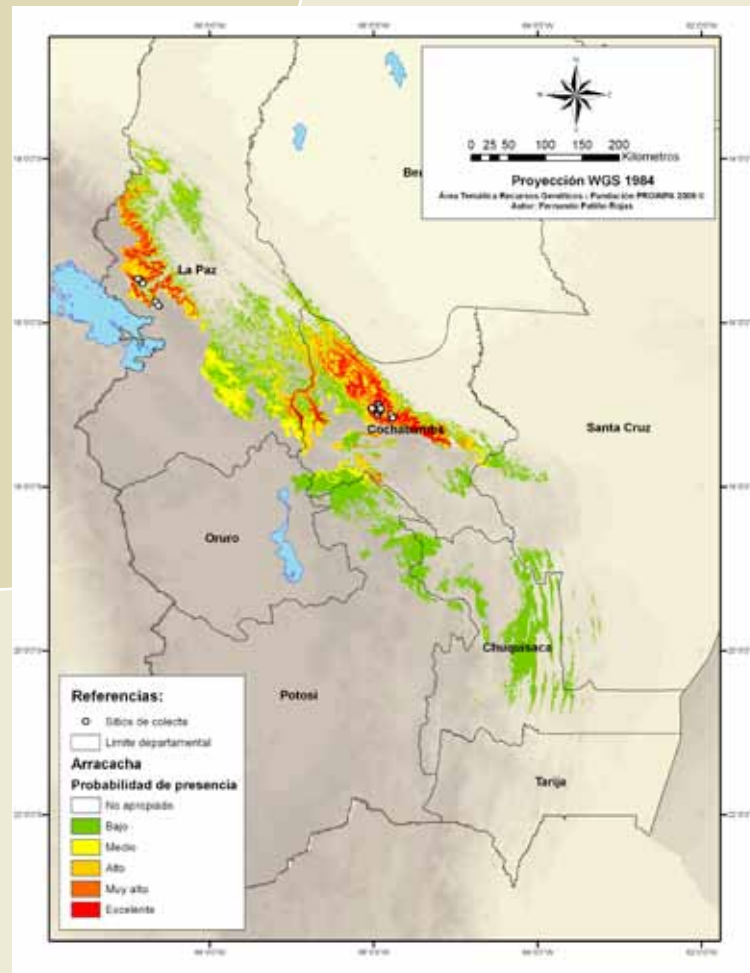 0 25 50 100 150 200
Kilometros
Proyección WGS 1984
Área Temática Recursos Genéticos - Fundación PROINPA 2009 ©
Autor: Fernando Patiño Rojas
La Paz
Cochabamba
Santa Cruz
Oruro
Chuquisaca
Potosi
Tarija
Referencias:
Sitios de colecta
Limite departamental
Arracacha
Probabilidad de presencia
No apropiado
Bajo
Medio
Alto
Muy alto
Excelente